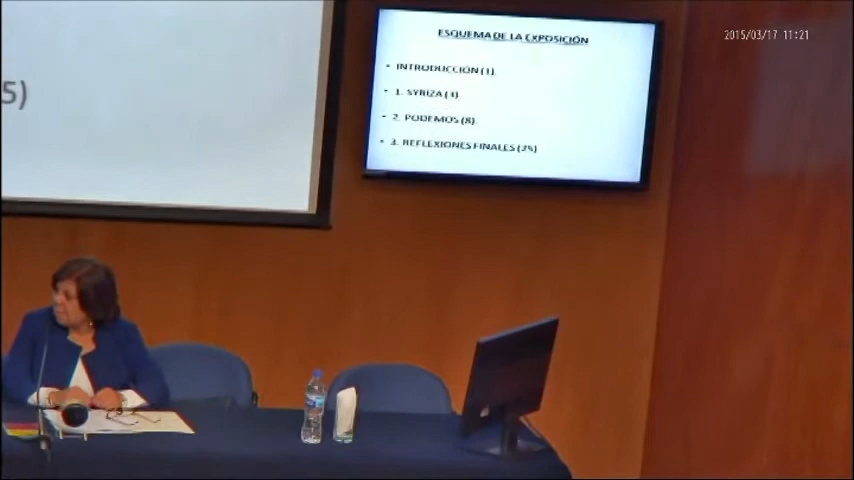 5)
ESQUEMA DE LA EXPOSICIÓN
- INTRODUCCIÓN (1).
- 1. SYRIZA (3)
- 2. PODEMOS (8).
- 3. REFLEXIONES FINALES (25)
2015/03/17 11:21